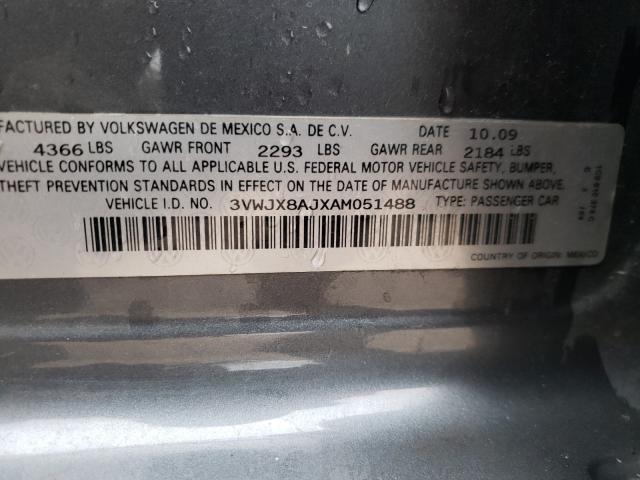 FACTURED BY VOLKSWAGEN DE MEXICO S.A. DE C.V. DATE 10.09
4366 LBS GAWR FRONT 2293 LBS GAWR REAR 2184 LBS
VEHICLE CONFORMS TO ALL APPLICABLE U.S. FEDERAL MOTOR VEHICLE SAFETY, BUMPER,
THEFT PREVENTION STANDARDS IN EFFECT ON THE DATE OF MANUFACTURE SHOWN ABOVE.
VEHICLE I.D. NO. 3VWJX8AJXAM051488 TYPE: PASSENGER CAR
COUNTRY OF ORIGIN: MEXICO